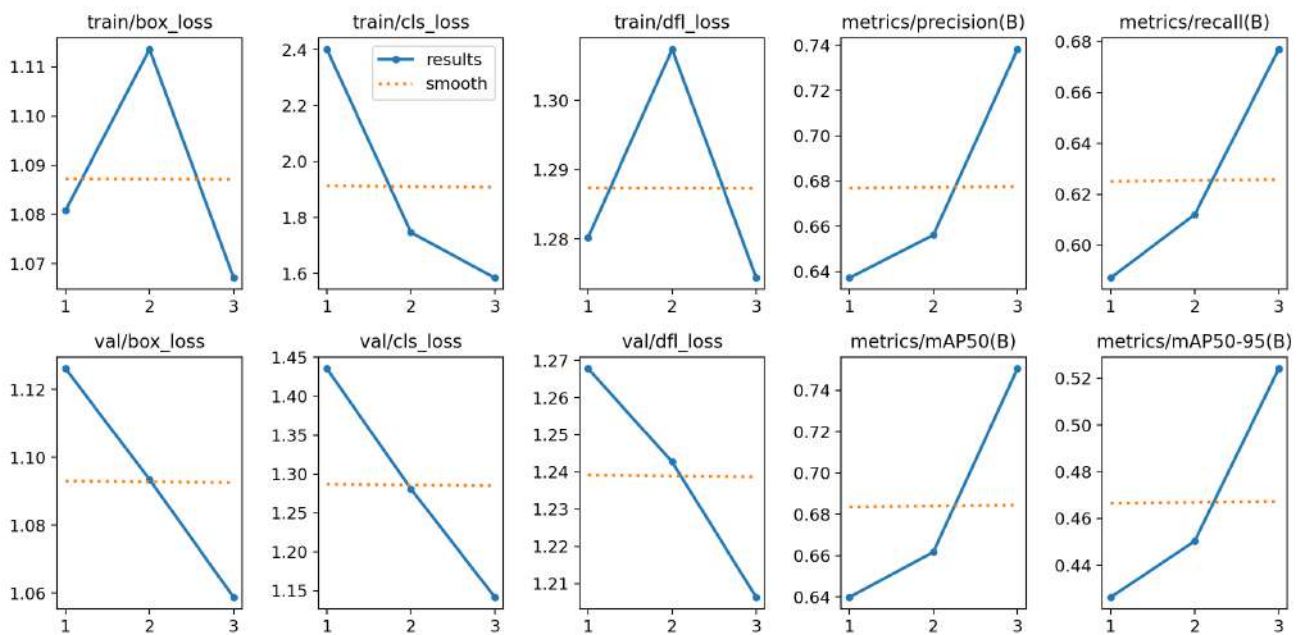 train/box_loss
train/cls_loss
train/dfl_loss
metrics/precision(B)
metrics/recall(B)
1.11
1.10
1.09
1.08
1.07
1 2 3
2.4
2.2
2.0
1.8
1.6
results
smooth
1 2 3
1.30
1.29
1.28
1 2 3
0.74
0.72
0.70
0.68
0.66
0.64
1 2 3
0.68
0.66
0.64
0.62
0.60
1 2 3
val/box_loss
val/cls_loss
val/dfl_loss
metrics/mAP50(B)
metrics/mAP50-95(B)
1.12
1.10
1.08
1.06
1 2 3
1.45
1.40
1.35
1.30
1.25
1.20
1.15
1 2 3
1.27
1.26
1.25
1.24
1.23
1.22
1.21
1 2 3
0.74
0.72
0.70
0.68
0.66
0.64
1 2 3
0.52
0.50
0.48
0.46
0.44
1 2 3